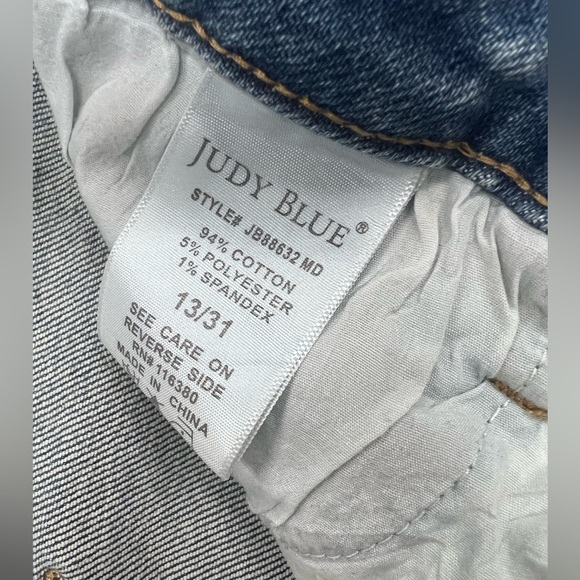 JUDY BLUE®
STYLE# JB88632 MD
94% COTTON
5% POLYESTER
1% SPANDEX
13/31
SEE CARE ON
REVERSE SIDE
RN# 116380
MADE IN CHINA